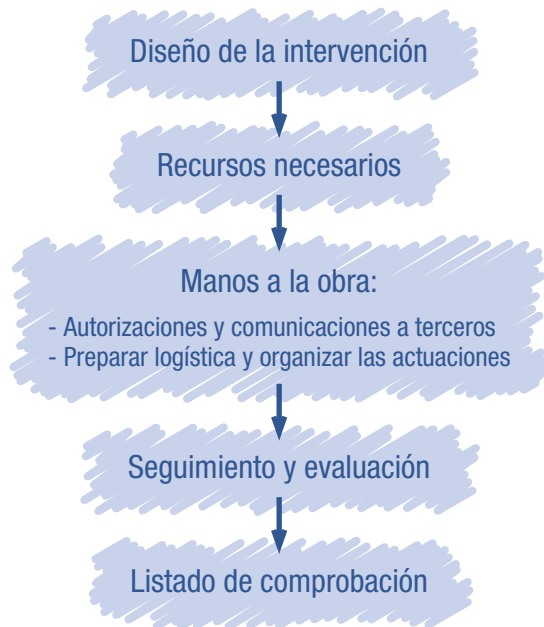 Diseño de la intervención
Recursos necesarios
Manos a la obra:
- Autorizaciones y comunicaciones a terceros
- Preparar logística y organizar las actuaciones
Seguimiento y evaluación
Listado de comprobación